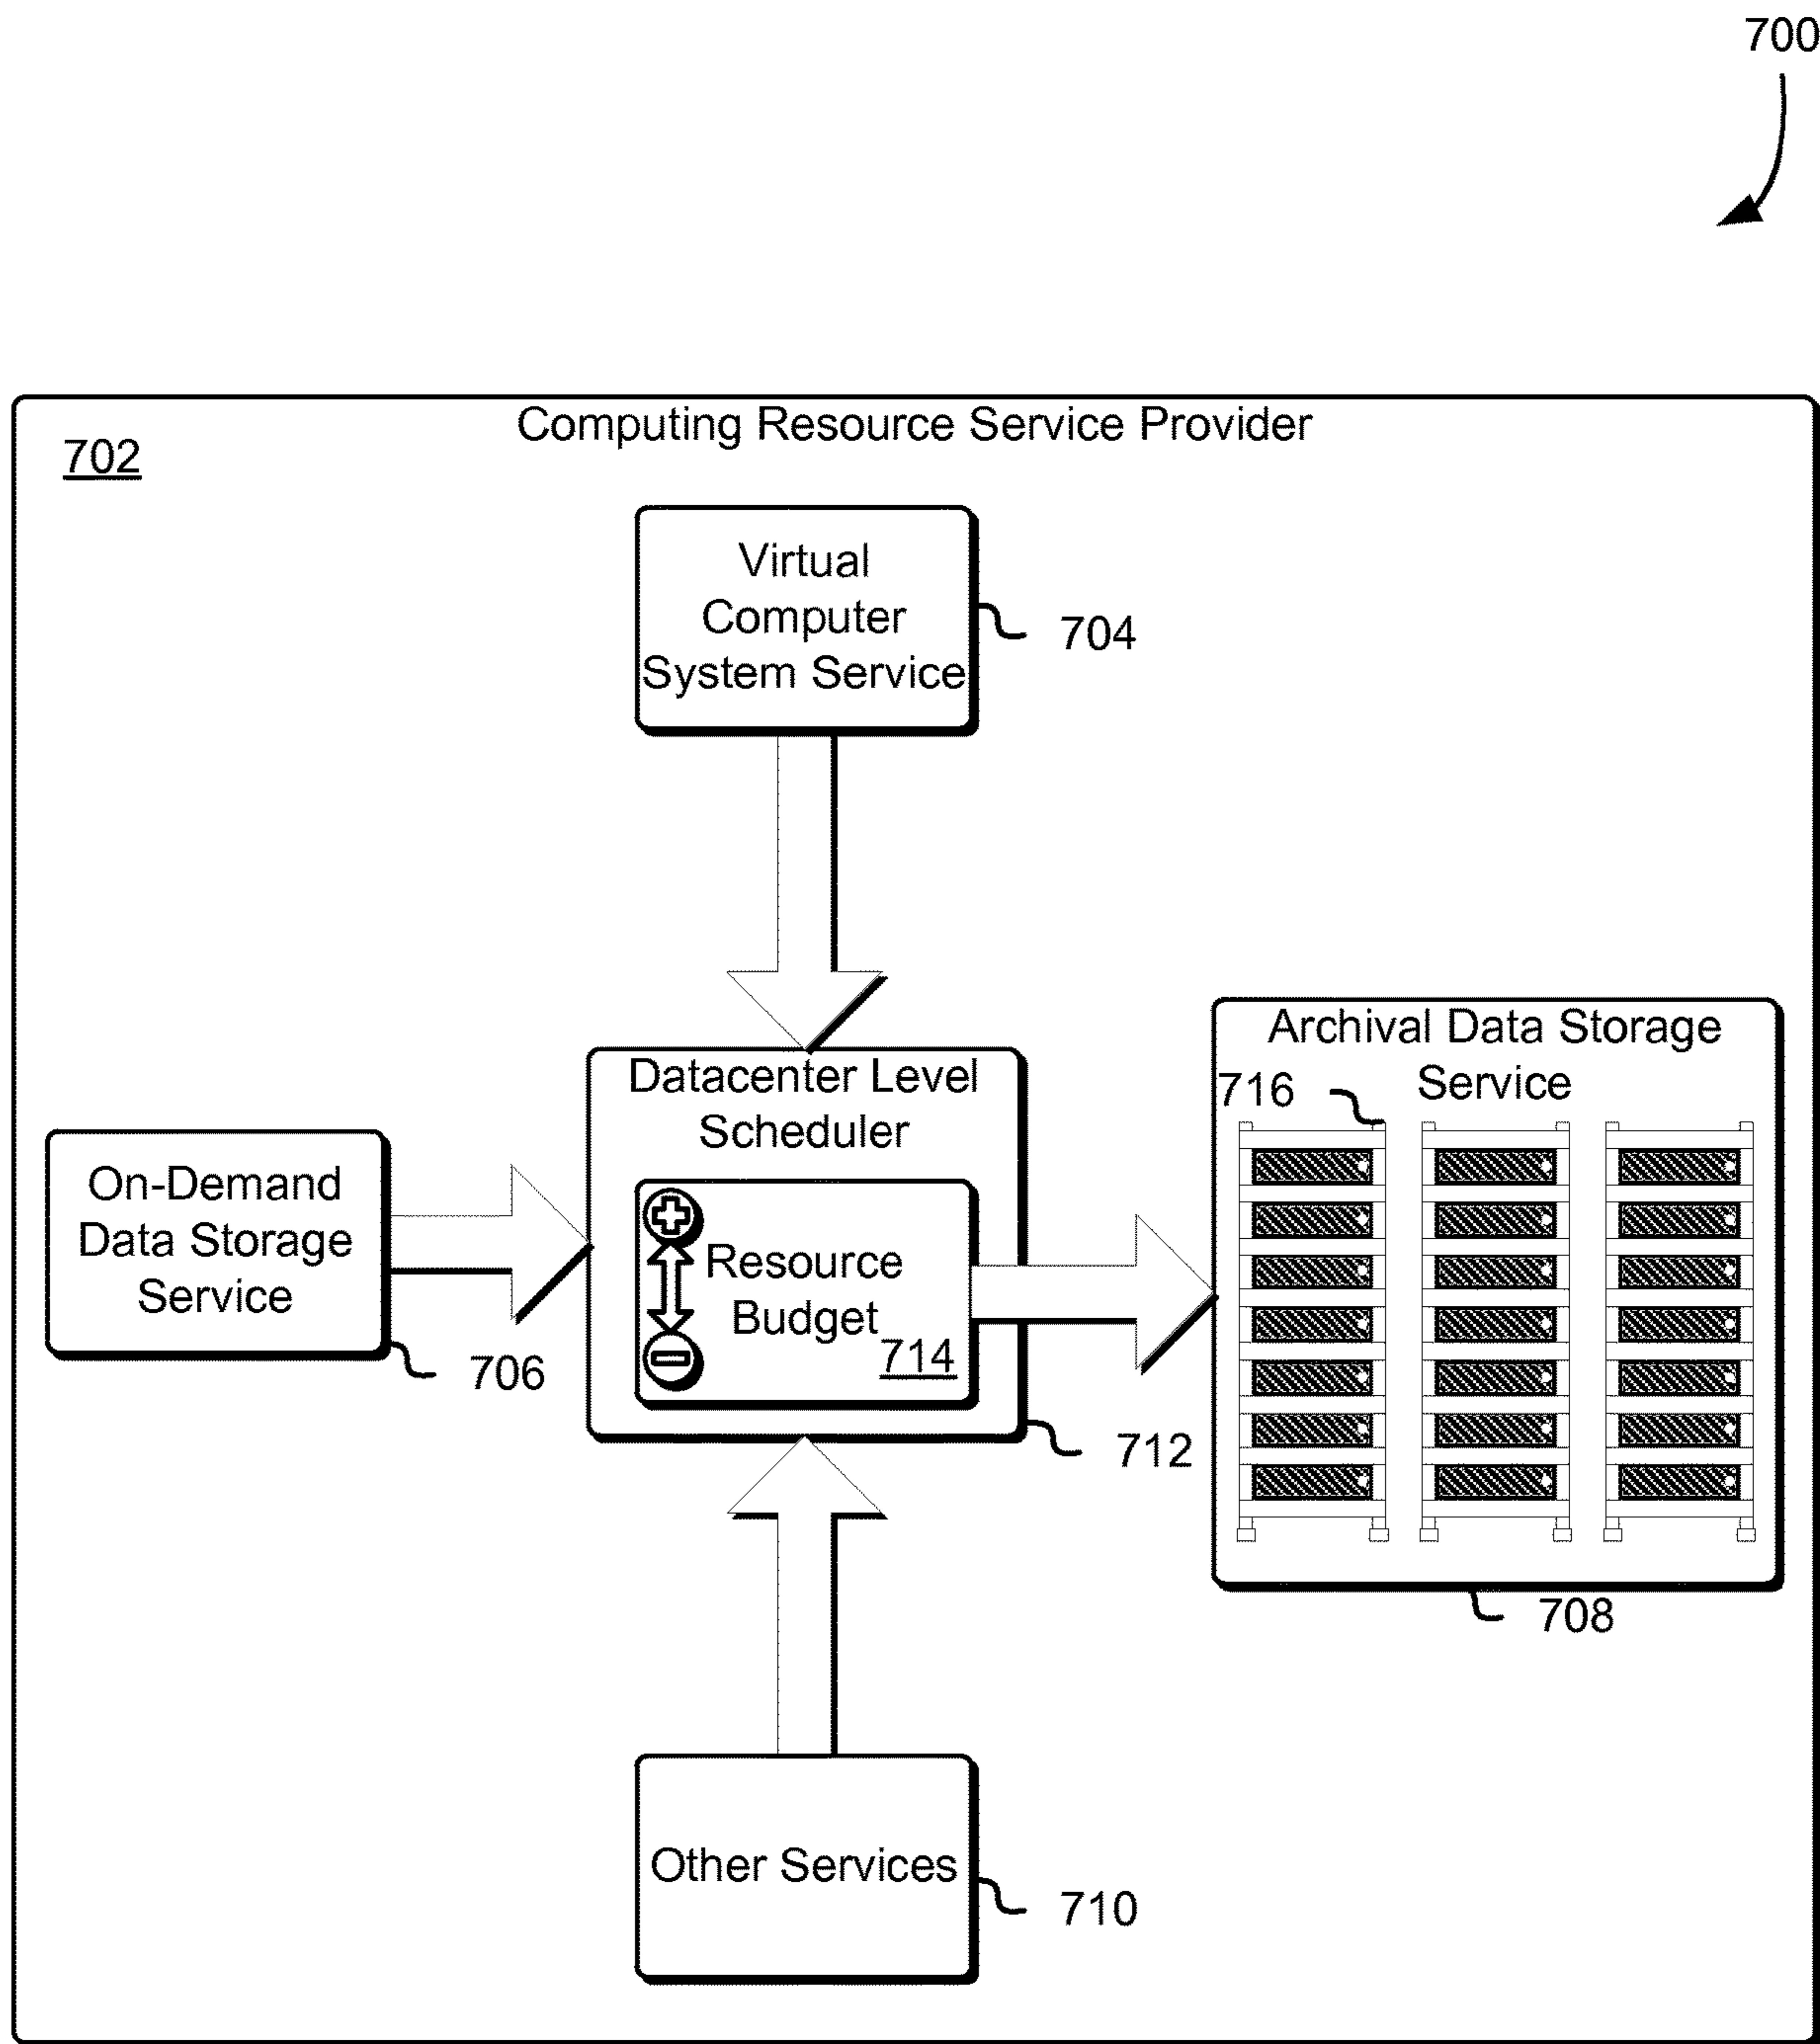 700
Computing Resource Service Provider
702
Virtual
Computer
System Service
704
Datacenter Level
Scheduler
Archival Data Storage
Service
716
On-Demand
Data Storage
Service
706
Resource
Budget
714
712
708
Other Services
710